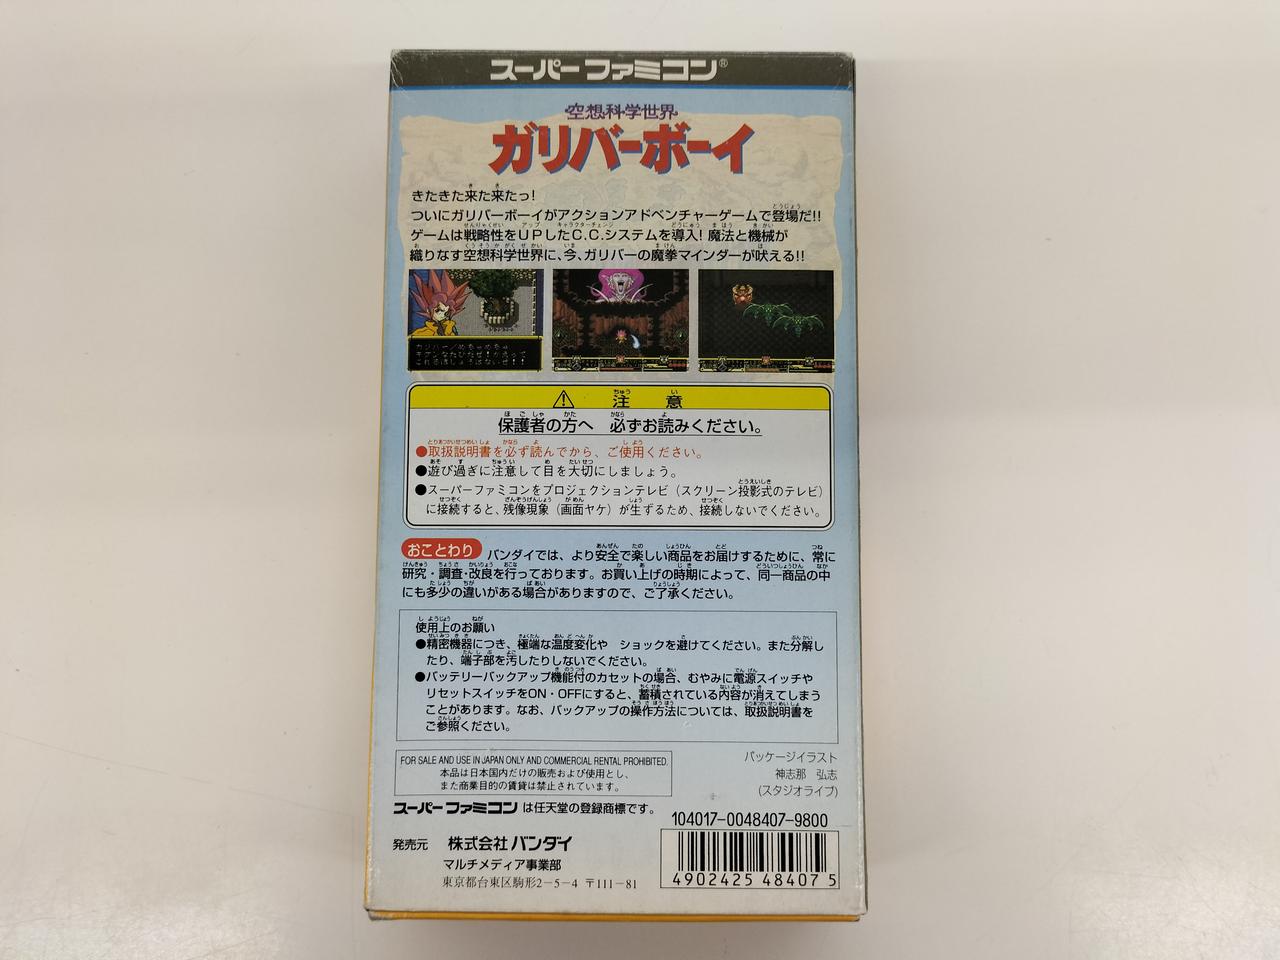 スーパーファミコン®
空想科学世界
ガリバーボーイ
きたきた来た来たっ!
ついにガリバーボーイがアクションアドベンチャーゲームで登場だ!!
ゲームは戦略性をUPしたC.C.システムを導入! 魔法と機械が
織りなす空想科学世界に、今、ガリバーの魔拳マインダーが吠える!!
注意
保護者の方へ 必ずお読みください。
●取扱説明書を必ず読んでから、ご使用ください。
●遊び過ぎに注意して目を大切にしましょう。
●スーパーファミコンをプロジェクションテレビ(スクリーン投影式のテレビ)
に接続すると、残像現象(画面ヤケ)が生ずるため、接続しないでください。
おことわり バンダイでは、より安全で楽しい商品をお届けするために、常に
研究・調査・改良を行っております。お買い上げの時期によって、同一商品の中
にも多少の違いがある場合がありますので、ご了承ください。
使用上のお願い
●精密機器につき、極端な温度変化や ショックを避けてください。また分解し
たり、端子部を汚したりしないでください。
●バッテリーバックアップ機能付のカセットの場合、むやみに電源スイッチや
リセットスイッチをON・OFFにすると、蓄積されている内容が消えてしまう
ことがあります。なお、バックアップの操作方法については、取扱説明書を
ご参照ください。
FOR SALE AND USE IN JAPAN ONLY AND COMMERCIAL RENTAL PROHIBITED.
本品は日本国内だけの販売および使用とし、
また商業目的の賃貸は禁止されています。
パッケージイラスト
神志那 弘志
(スタジオライブ)
スーパーファミコンは任天堂の登録商標です。
104017-0048407-9800
発売元 株式会社バンダイ
マルチメディア事業部
東京都台東区駒形2-5-4 〒111-81
4902425484075